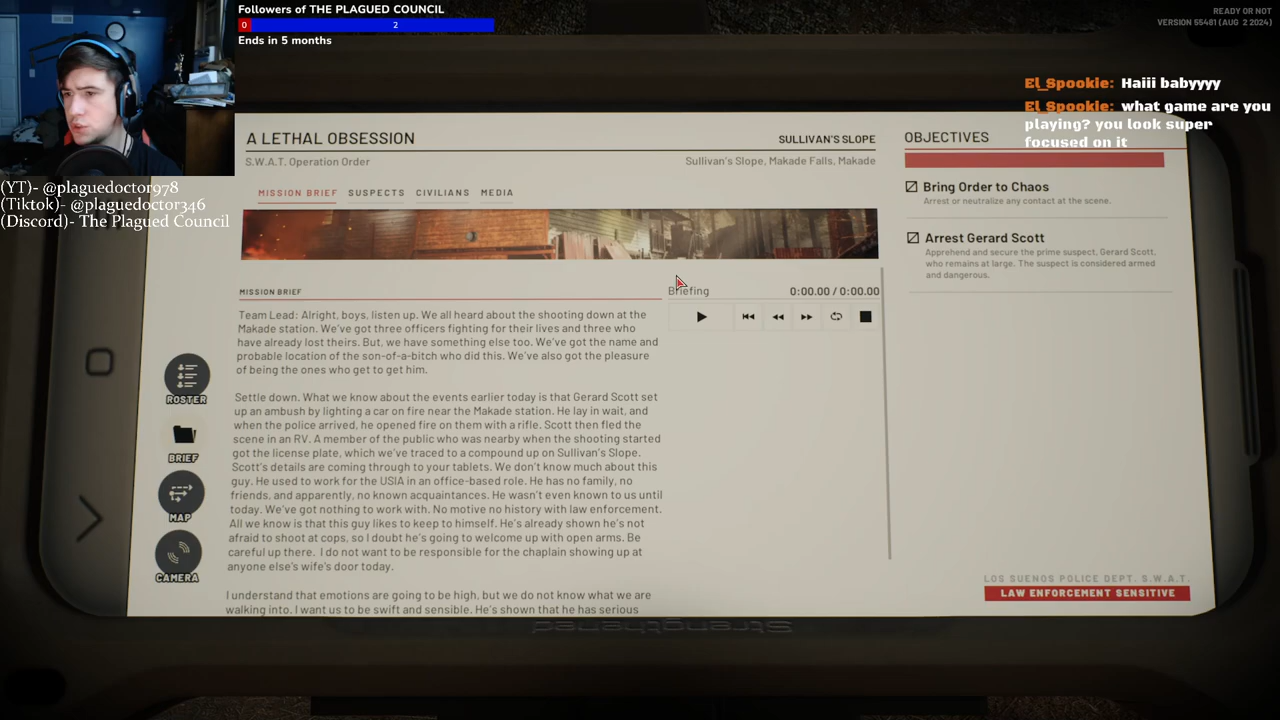 Followers of THE PLAGUED COUNCIL
0
2
Ends in 5 months
READY OR NOT
VERSION 55461 (AUG 2 2024)
El_Spookie: Haiii babyyyy
El_Spookie: what game are you
playing? you look super
focused on it
(YT)- @plaguedoctor978
(Tiktok)- @plaguedoctor346
(Discord)- The Plagued Council
A LETHAL OBSESSION
SULLIVAN'S SLOPE
S.W.A.T. Operation Order
Sullivan's Slope, Makade Falls, Makade
MISSION BRIEF SUSPECTS CIVILIANS MEDIA
MISSION BRIEF
Team Lead: Alright, boys, listen up. We all heard about the shooting down at the
Makade station. We've got three officers fighting for their lives and three who
have already lost theirs. But, we have something else too. We've got the name and
probable location of the son-of-a-bitch who did this. We've also got the pleasure
of being the ones who get to get him.
Settle down. What we know about the events earlier today is that Gerard Scott set
up an ambush by lighting a car on fire near the Makade station. He lay in wait, and
when the police arrived, he opened fire on them with a rifle. Scott then fled the
scene in an RV. A member of the public who was nearby when the shooting started
got the license plate, which we've traced to a compound up on Sullivan's Slope.
Scott's details are coming through to your tablets. We don't know much about this
guy. He used to work for the USIA in an office-based role. He has no family, no
friends, and apparently, no known acquaintances. He wasn't even known to us until
today. We've got nothing to work with. No motive no history with law enforcement.
All we know is that this guy likes to keep to himself. He's already shown he's not
afraid to shoot at cops, so I doubt he's going to welcome up with open arms. Be
careful up there. I do not want to be responsible for the chaplain showing up at
anyone else's wife's door today.
I understand that emotions are going to be high, but we do not know what we are
walking into. I want us to be swift and sensible. He's shown that he has serious
Briefing
0:00.00 / 0:00.00
OBJECTIVES
Bring Order to Chaos
Arrest or neutralize any contact at the scene.
Arrest Gerard Scott
Apprehend and secure the prime suspect, Gerard Scott,
who remains at large. The suspect is considered armed
and dangerous.
ROSTER
BRIEF
MAP
CAMERA
LOS SUENOS POLICE DEPT. S.W.A.T.
LAW ENFORCEMENT SENSITIVE
Strengthened